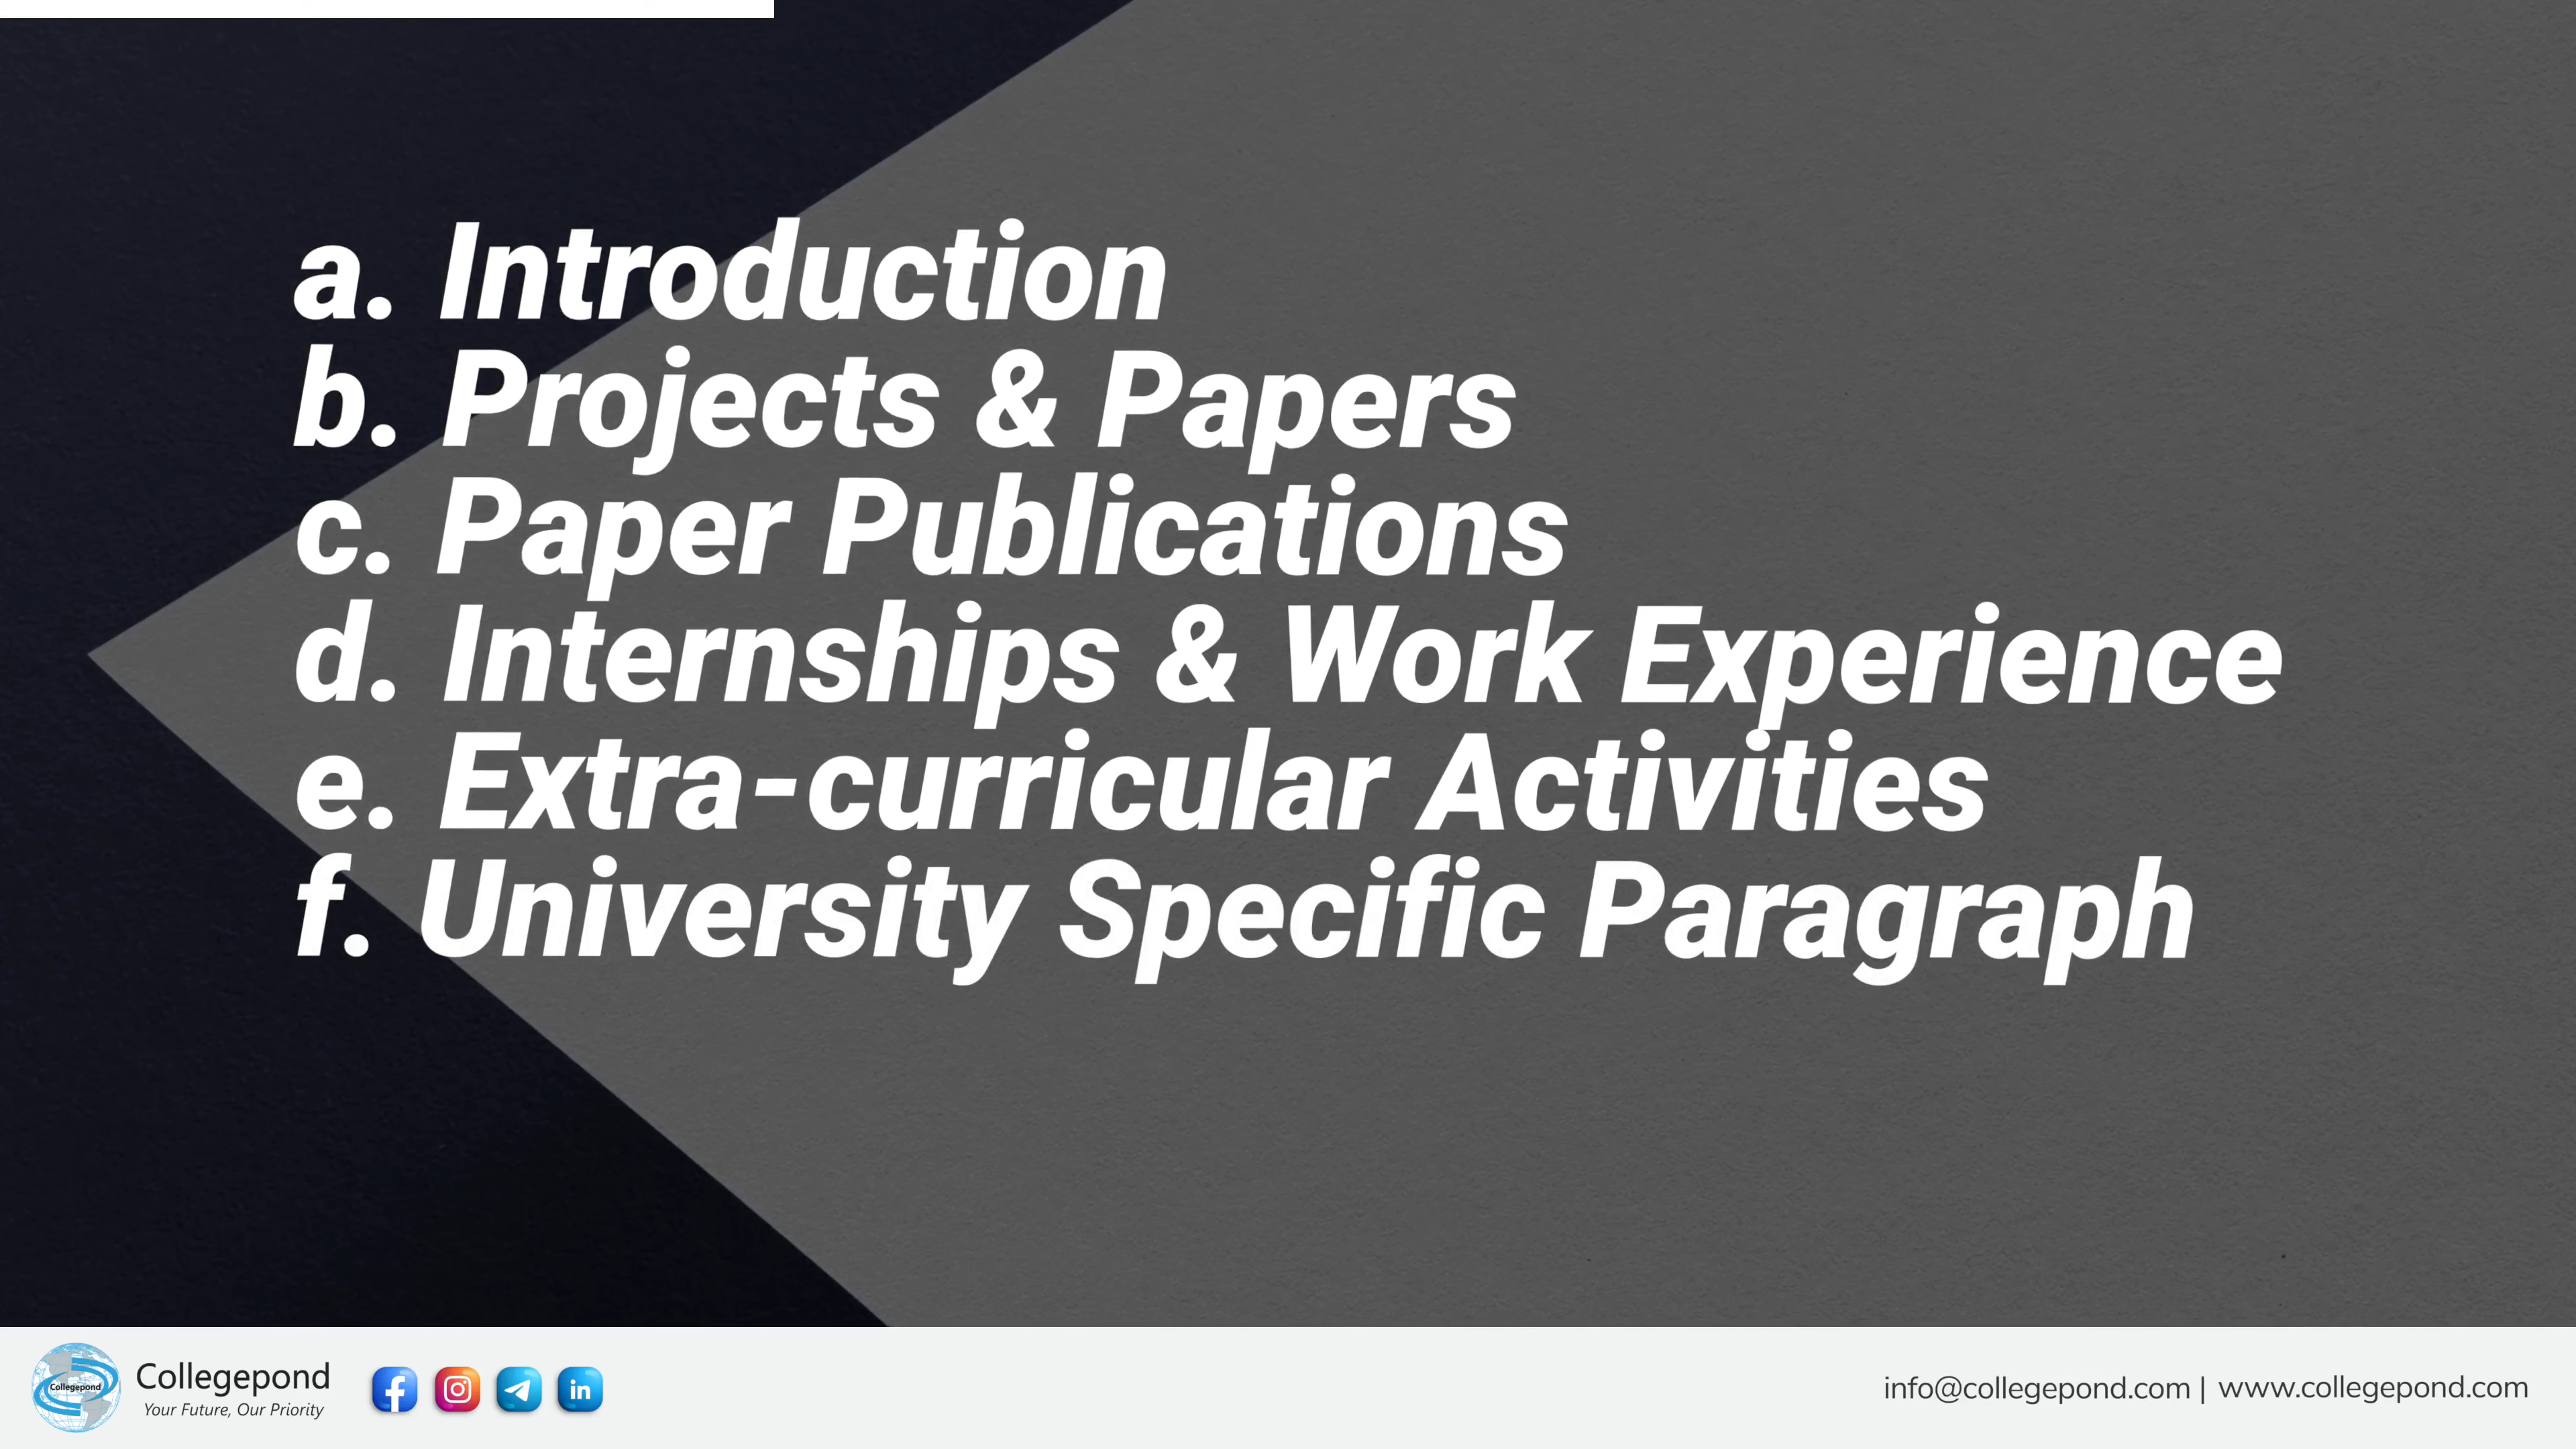 a. Introduction
b. Projects & Papers
c. Paper Publications
d. Internships & Work Experience
e. Extra-curricular Activities
f. University Specific Paragraph
Collegepond
Collegepond
Your Future, Our Priority
info@collegepond.com | www.collegepond.com